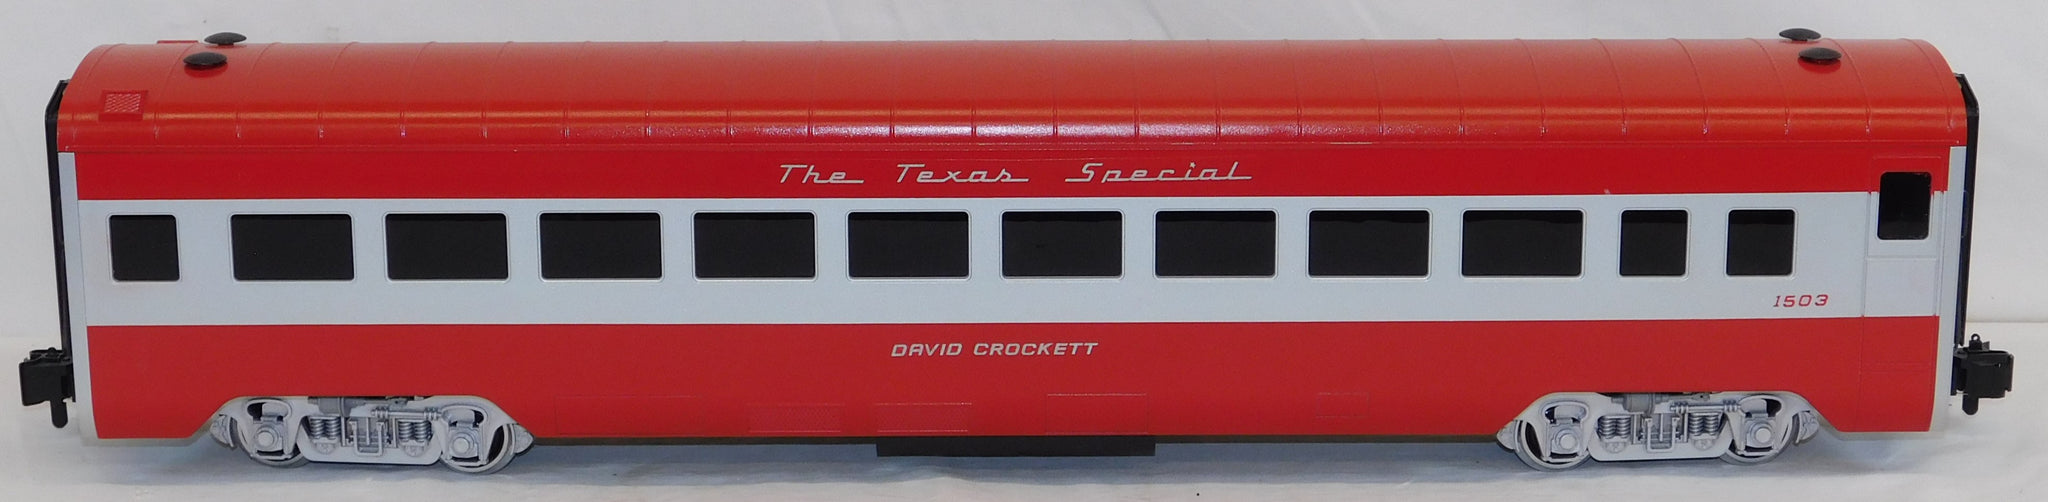 The Texas Special
1503
DAVID CROCKETT